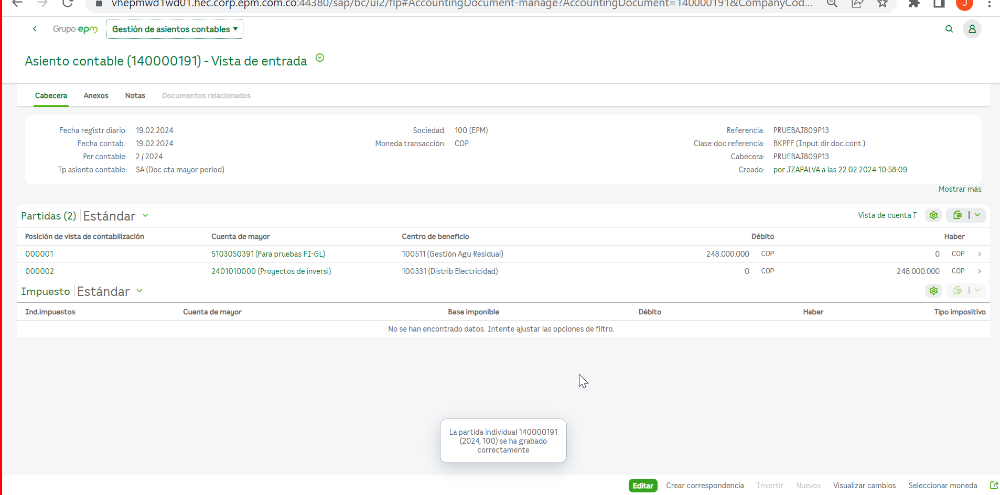 vhepmwd1wd01.hec.corp.epm.com.co:44380/sap/bc/ui2/flp#AccountingDocument-manage?AccountingDocument=140000191&CompanyCod...
J
Grupo·epm
Gestión de asientos contables
Asiento contable (140000191) - Vista de entrada
Cabecera Anexos Notas Documentos relacionados
Fecha registr.diario: 19.02.2024 Sociedad: 100 (EPM) Referencia: PRUEBAJ809P13
Fecha contab.: 19.02.2024 Moneda transacción: COP Clase doc.referencia: BKPFF (Input dir.doc.cont.)
Per.contable: 2 / 2024 Cabecera: PRUEBAJ809P13
Tp.asiento contable: SA (Doc cta.mayor period) Creado: por JZAPALVA a las 22.02.2024 10:58:09
Mostrar más
Partidas (2) Estándar Vista de cuenta T
Posición de vista de contabilización Cuenta de mayor Centro de beneficio Débito Haber
000001 5103050391 (Para pruebas FI-GL) 100511 (Gestión Agu Residual) 248.000.000 COP 0 COP
000002 2401010000 (Proyectos de inversi) 100331 (Distrib Electricidad) 0 COP 248.000.000 COP
Impuesto Estándar
Ind.impuestos Cuenta de mayor Base imponible Débito Haber Tipo impositivo
No se han encontrado datos. Intente ajustar las opciones de filtro.
La partida individual 140000191
(2024, 100) se ha grabado
correctamente
Editar Crear correspondencia Invertir Nuevos Visualizar cambios Seleccionar moneda